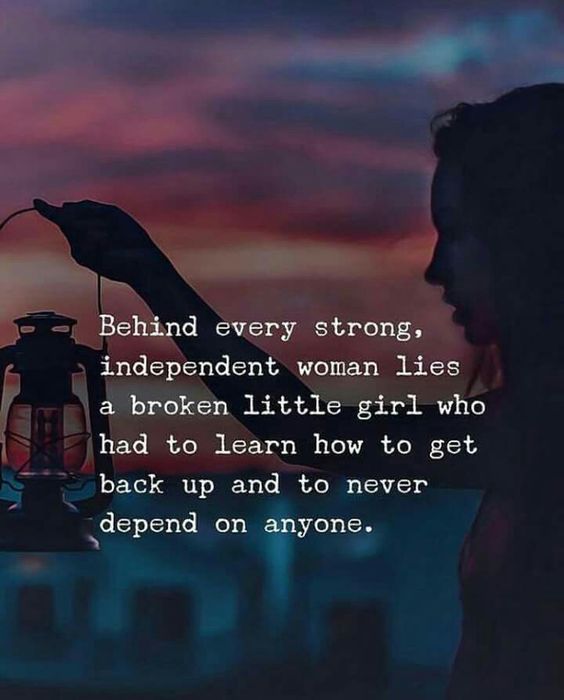 Behind every strong,
independent woman lies
a broken little girl who
had to learn how to get
back up and to never
depend on anyone.